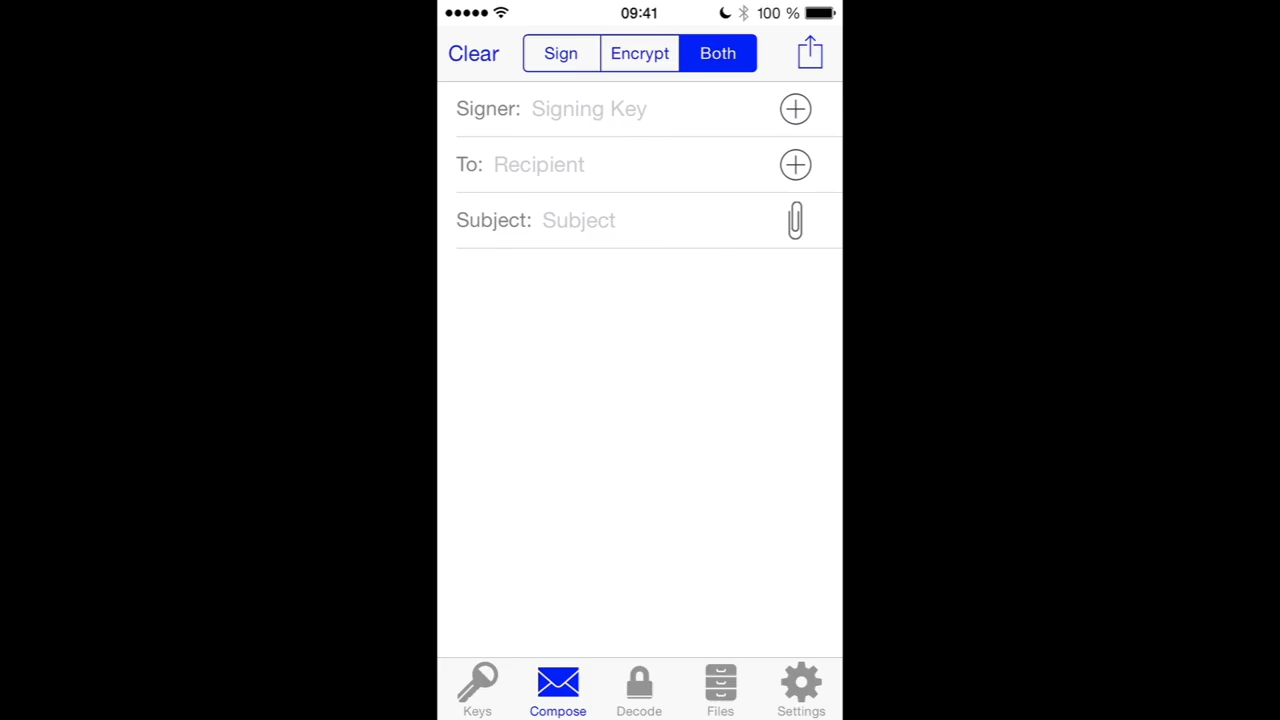 09:41 100 %
Clear Sign Encrypt Both
Signer: Signing Key
To: Recipient
Subject: Subject
Keys Compose Decode Files Settings